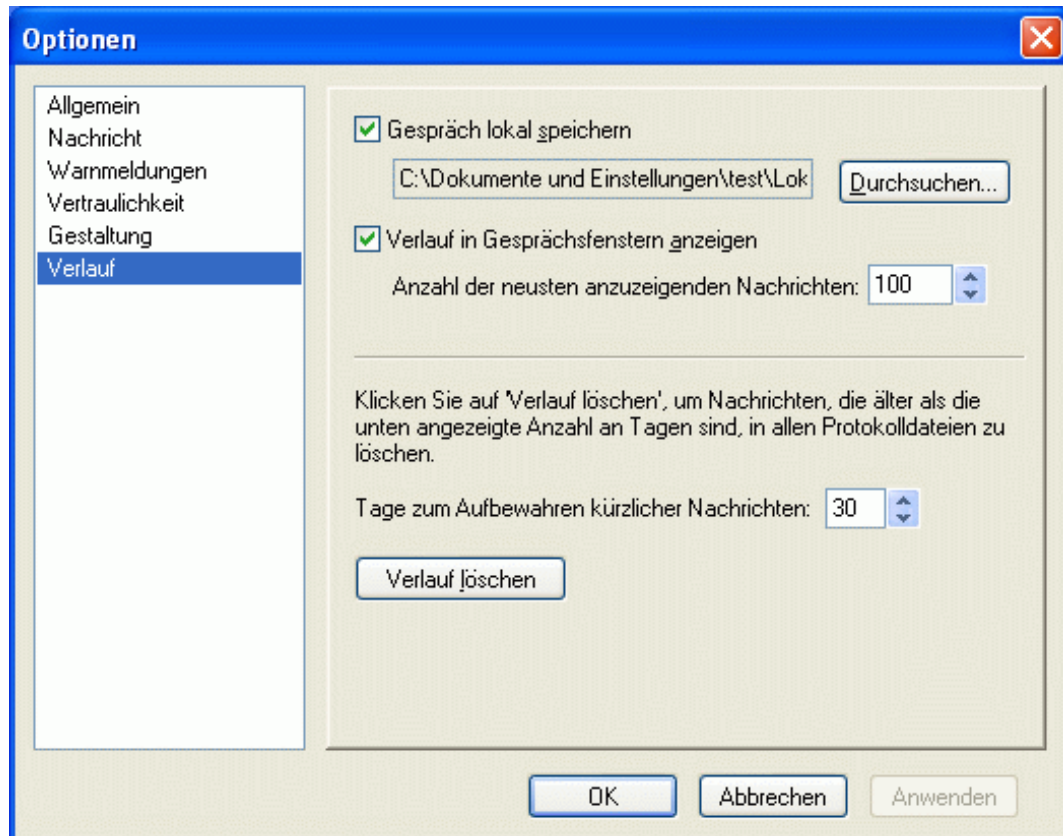 Optionen
Allgemein
Nachricht
Warnmeldungen
Vertraulichkeit
Gestaltung
Verlauf
Gespräch lokal speichern
C:\Dokumente und Einstellungen\test\Lok
Durchsuchen...
Verlauf in Gesprächsfenstern anzeigen
Anzahl der neusten anzuzeigenden Nachrichten: 100
Klicken Sie auf 'Verlauf löschen', um Nachrichten, die älter als die
unten angezeigte Anzahl an Tagen sind, in allen Protokolldateien zu
löschen.
Tage zum Aufbewahren kürzlicher Nachrichten: 30
Verlauf löschen
OK
Abbrechen
Anwenden